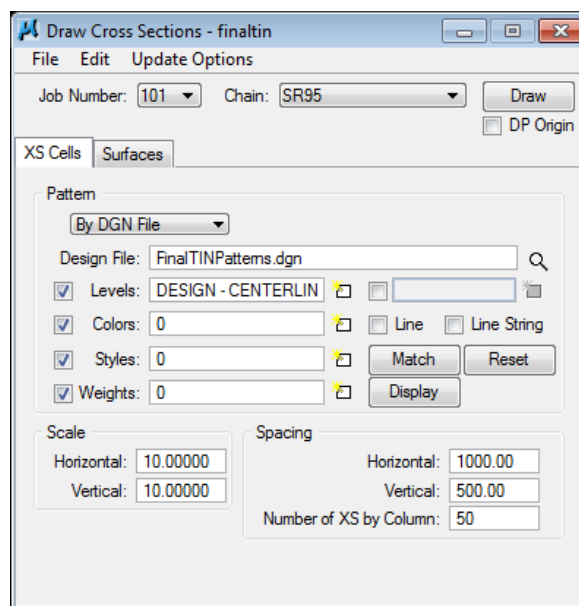 Draw Cross Sections - finaltin
File Edit Update Options
Job Number: 101 Chain: SR95 Draw
DP Origin
XS Cells Surfaces
Pattern
By DGN File
Design File: FinalTINPatterns.dgn
Levels: DESIGN - CENTERLIN
Colors: 0 Line Line String
Styles: 0 Match Reset
Weights: 0 Display
Scale Spacing
Horizontal: 10.00000 Horizontal: 1000.00
Vertical: 10.00000 Vertical: 500.00
Number of XS by Column: 50